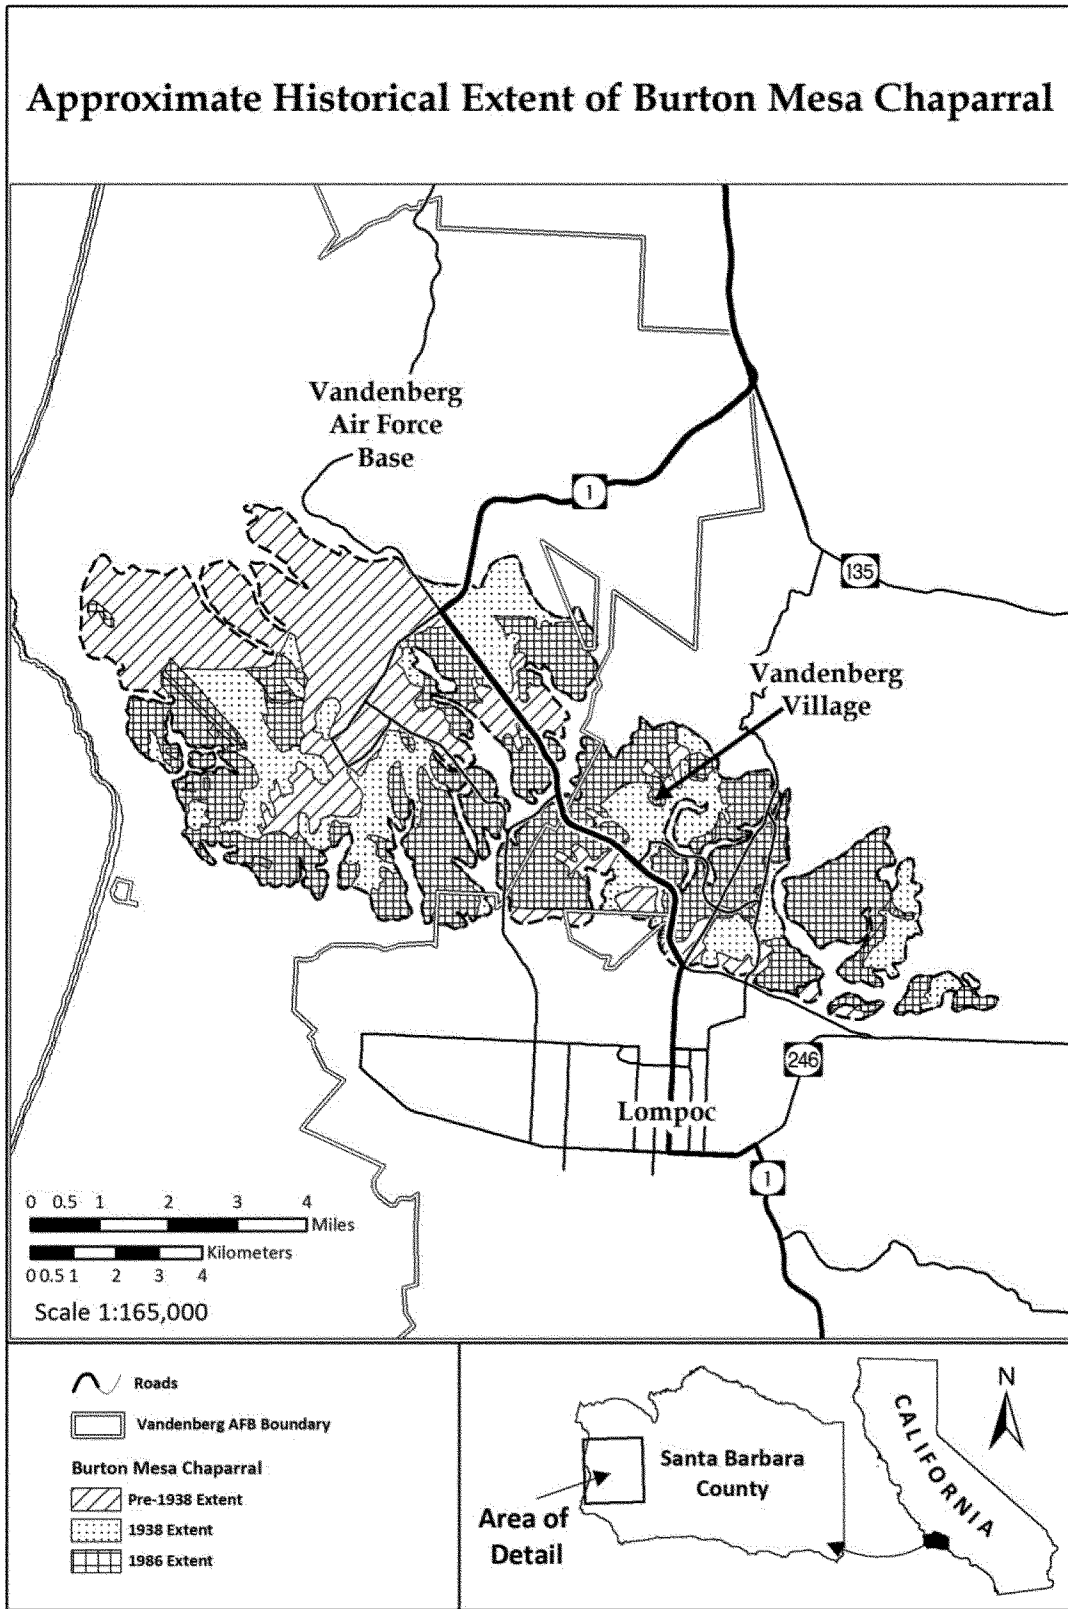 Approximate Historical Extent of Burton Mesa Chaparral
Vandenberg
Air Force
Base
1
135
Vandenberg
Village
246
Lompoc
1
0 0.5 1 2 3 4
Miles
Kilometers
0 0.5 1 2 3 4
Scale 1:165,000
Roads
Vandenberg AFB Boundary
Burton Mesa Chaparral
Pre-1938 Extent
1938 Extent
1986 Extent
Santa Barbara
County
Area of
Detail
CALIFORNIA
N